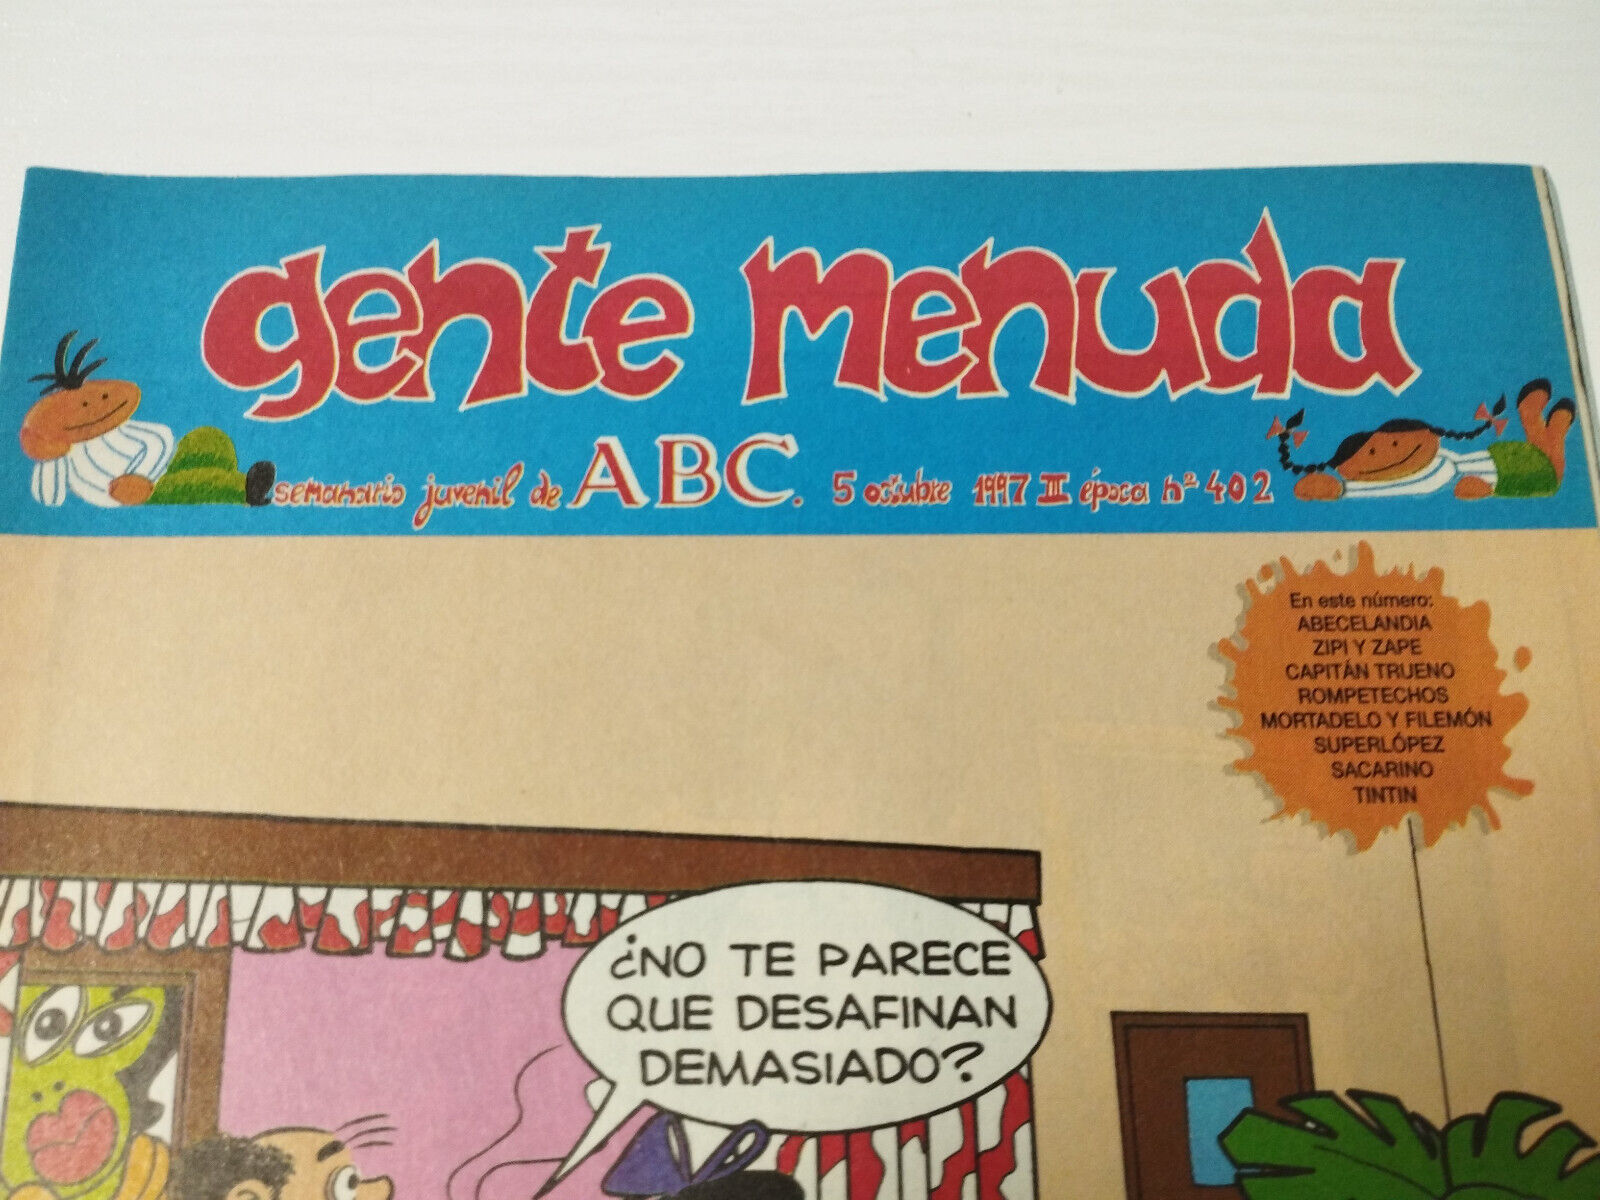 gente menuda
semanario juvenil de ABC. 5 octubre 1997 III época nº 402
En este número:
ABECELANDIA
ZIPI Y ZAPE
CAPITÁN TRUENO
ROMPETECHOS
MORTADELO Y FILEMÓN
SUPERLÓPEZ
SACARINO
TINTIN
¿NO TE PARECE
QUE DESAFINAN
DEMASIADO?